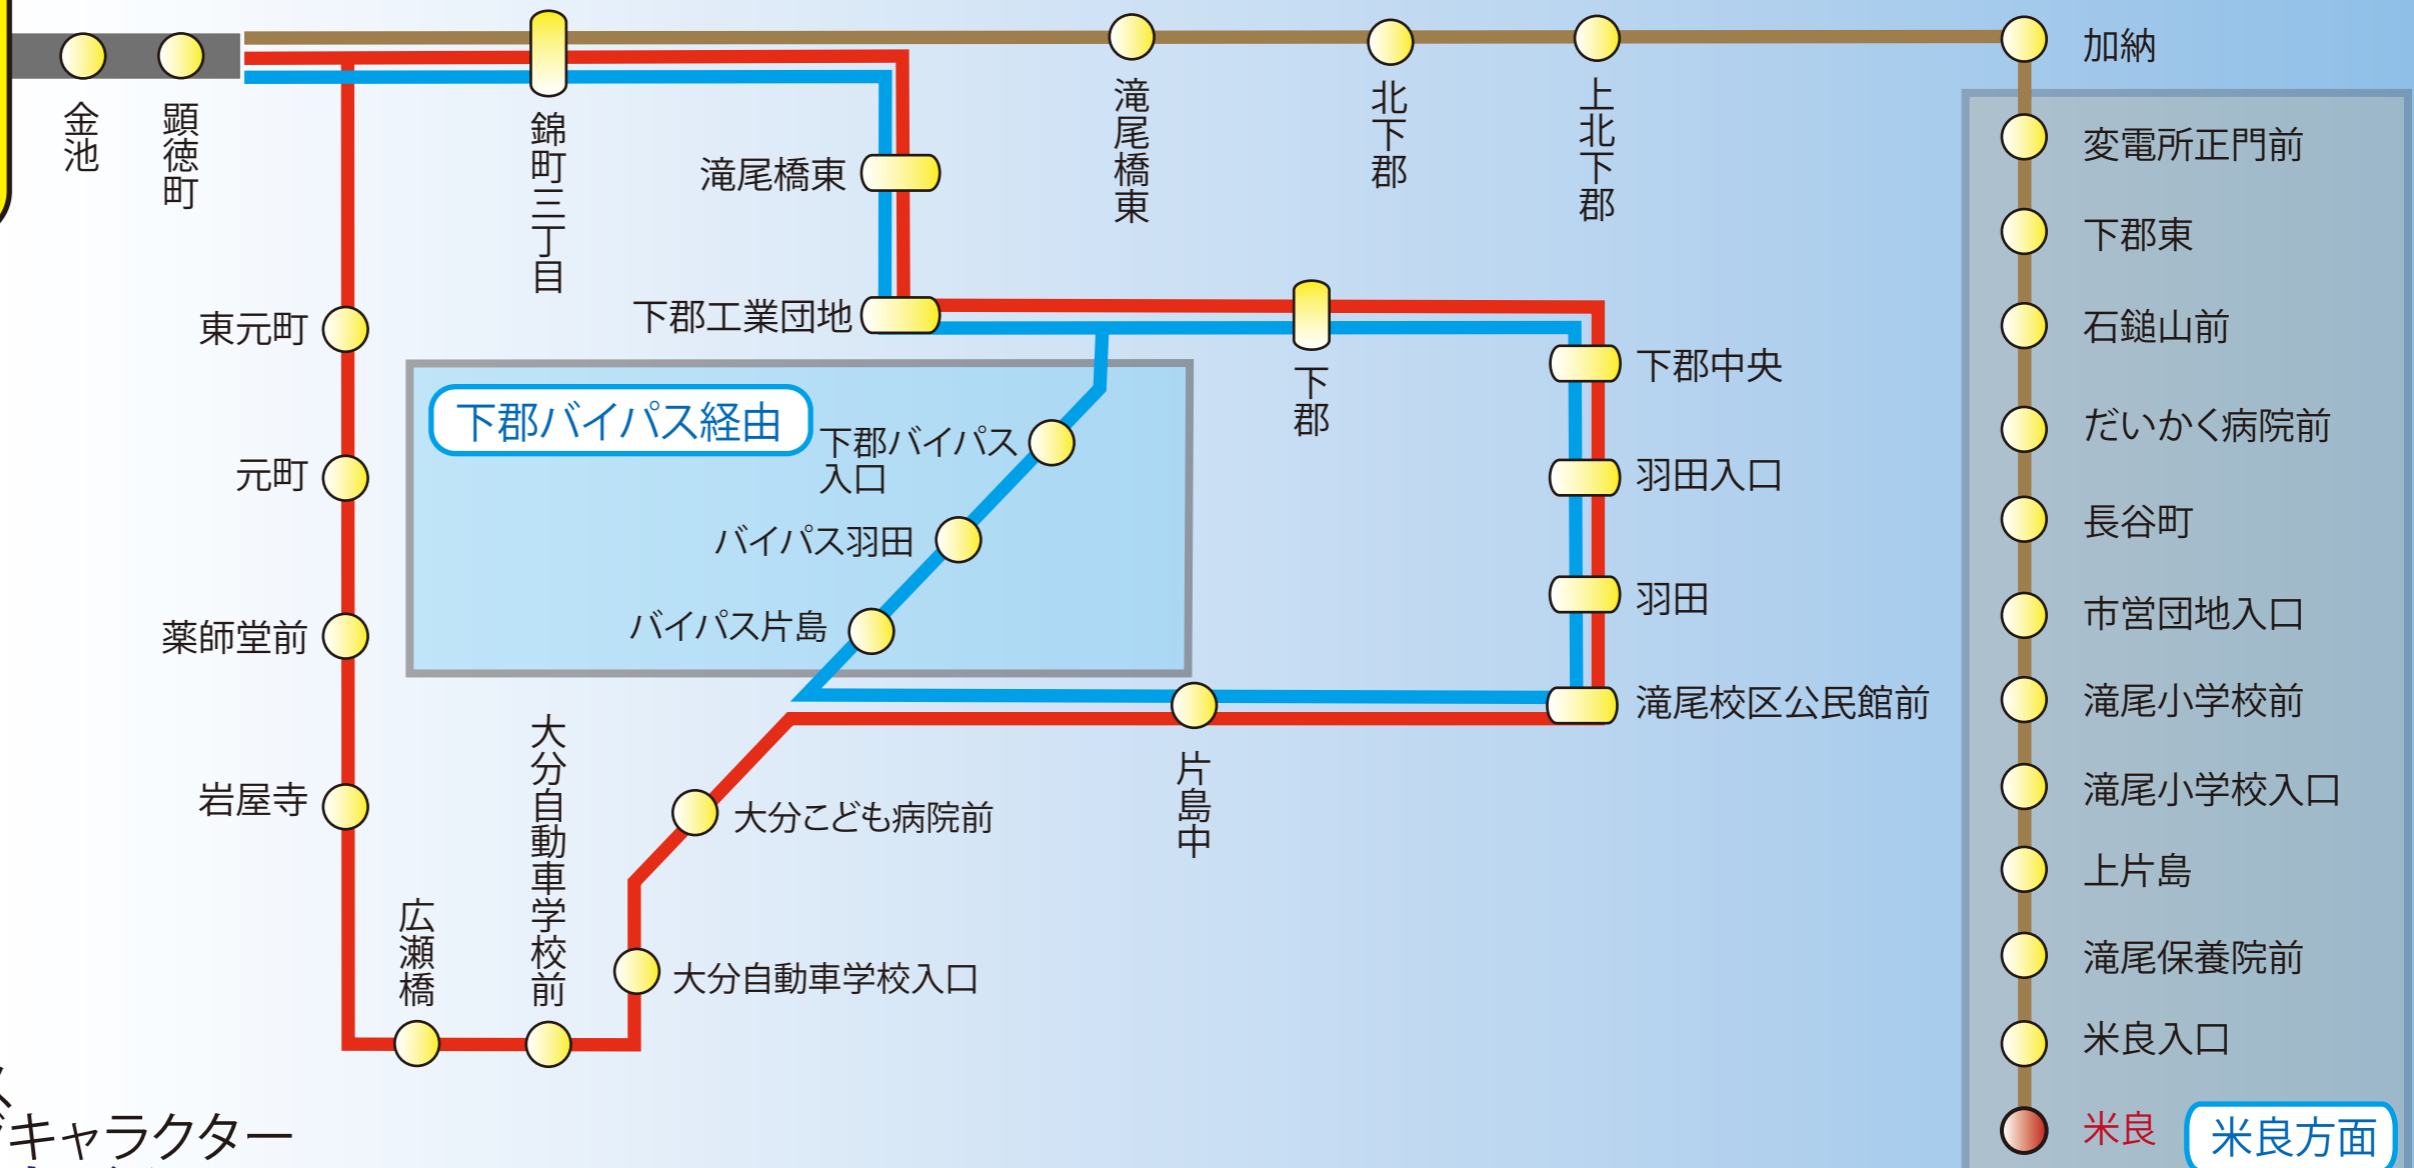 金池
顕徳町
錦町三丁目
滝尾橋東
北下郡
上北下郡
加納
変電所正門前
下郡東
石鎚山前
だいかく病院前
長谷町
市営団地入口
滝尾小学校前
滝尾小学校入口
上片島
滝尾保養院前
米良入口
米良
米良方面
滝尾橋東
下郡工業団地
下郡
下郡中央
羽田入口
羽田
滝尾校区公民館前
片島中
下郡バイパス経由
下郡バイパス
入口
バイパス羽田
バイパス片島
東元町
元町
薬師堂前
岩屋寺
広瀬橋
大分自動車学校前
大分自動車学校入口
大分こども病院前
キャラクター